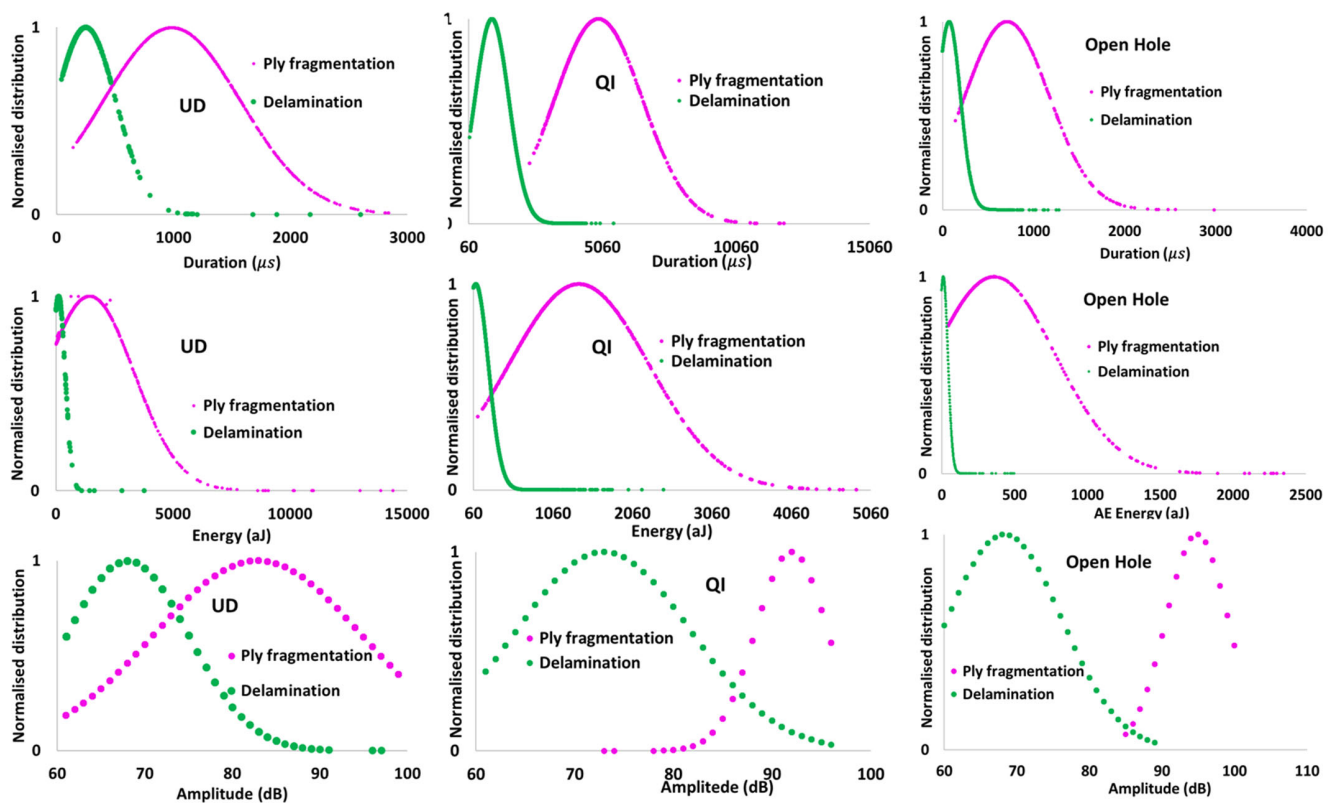 Normalised distribution
1
0
UD
Ply fragmentation
Delamination
0 1000 2000 3000
Duration (μs)
Normalised distribution
1
QI
Ply fragmentation
Delamination
60 5060 10060 15060
Duration (μs)
Normalised distribution
1
0
Open Hole
Ply fragmentation
Delamination
0 1000 2000 3000 4000
Duration (μs)
Normalised distribution
1
0
UD
Ply fragmentation
Delamination
0 5000 10000 15000
Energy (aJ)
Normalised distribution
1
0
QI
Ply fragmentation
Delamination
60 1060 2060 3060 4060 5060
Energy (aJ)
Normalised distribution
1
0
Open Hole
Ply fragmentation
Delamination
0 500 1000 1500 2000 2500
AE Energy (aJ)
Normalised distribution
1
0
UD
Ply fragmentation
Delamination
60 70 80 90 100
Amplitude (dB)
Normalised distribution
1
0
QI
Ply fragmentation
Delamination
60 70 80 90 100
Amplitede (dB)
Normalised distribution
1
0
Open Hole
Ply fragmentation
Delamination
60 70 80 90 100 110
Amplitude (dB)